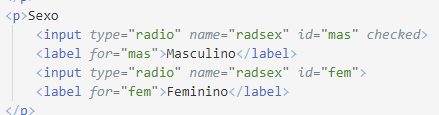 <p>Sexo
<input type="radio" name="radsex" id="mas" checked>
<label for="mas">Masculino</label>
<input type="radio" name="radsex" id="fem">
<label for="fem">Feminino</label>
</p>